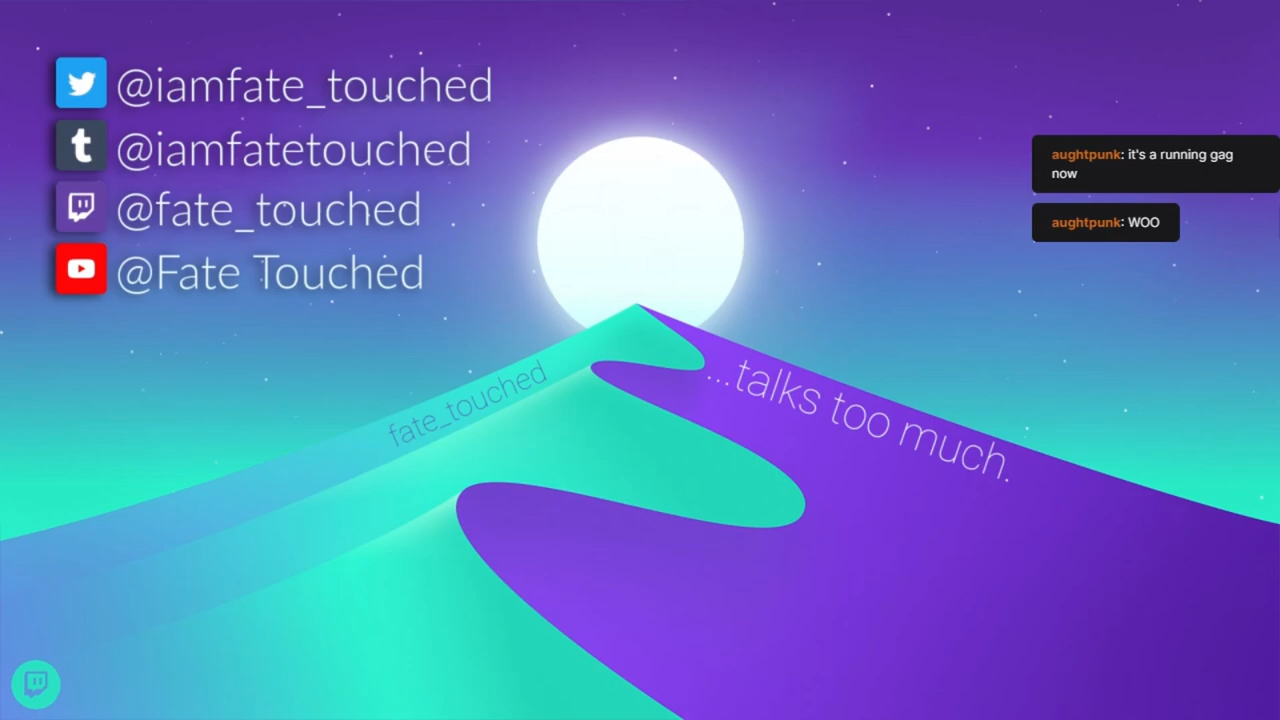 @iamfate_touched
@iamfatetouched
@fate_touched
@Fate Touched
aughtpunk: it's a running gag
now
aughtpunk: WOO
fate_touched
...talks too much.